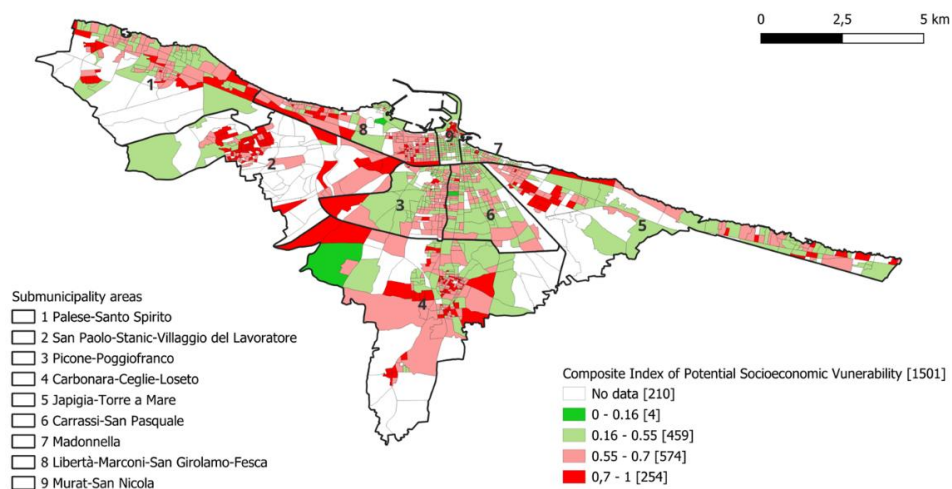 0 2,5 5 km
1
8
9
7
2
3
6
5
4
Submunicipality areas
1 Palese-Santo Spirito
2 San Paolo-Stanic-Villaggio del Lavoratore
3 Picone-Poggiofranco
4 Carbonara-Ceglie-Loseto
5 Japigia-Torre a Mare
6 Carrassi-San Pasquale
7 Madonnella
8 Libertà-Marconi-San Girolamo-Fesca
9 Murat-San Nicola
Composite Index of Potential Socioeconomic Vunerability [1501]
No data [210]
0 - 0.16 [4]
0.16 - 0.55 [459]
0.55 - 0.7 [574]
0,7 - 1 [254]